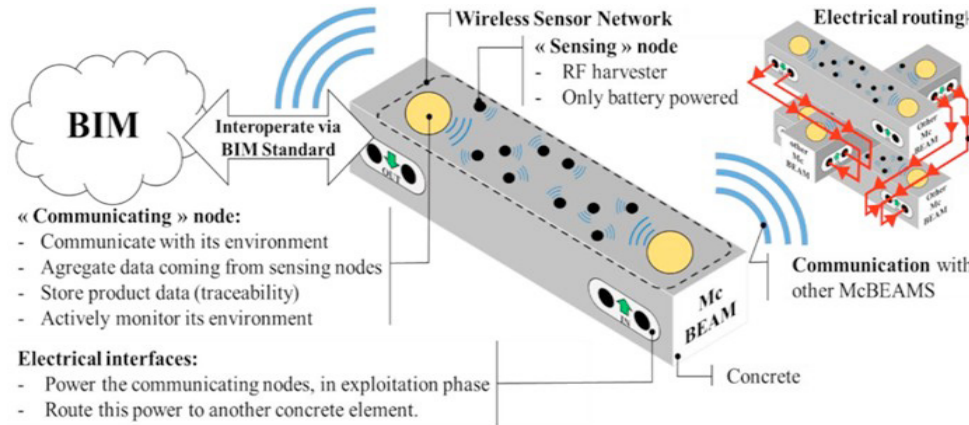 Wireless Sensor Network
« Sensing » node
- RF harvester
- Only battery powered
Electrical routing
BIM
Interoperate via
BIM Standard
OUT
« Communicating » node:
- Communicate with its environment
- Agregate data coming from sensing nodes
- Store product data (traceability)
- Actively monitor its environment
Electrical interfaces:
- Power the communicating nodes, in exploitation phase
- Route this power to another concrete element.
IN
Mc
BEAM
Concrete
Communication with
other McBEAMS
Other
Mc
BEAM
other
Mc
BEAM
Other
Mc
BEAM